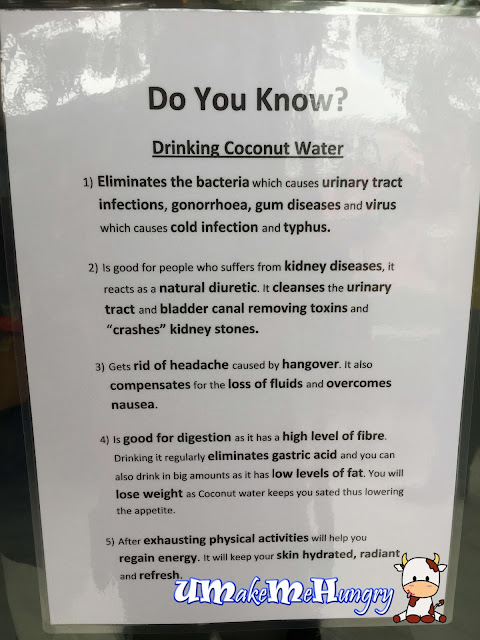 Do You Know?
Drinking Coconut Water
1) Eliminates the bacteria which causes urinary tract
infections, gonorrhoea, gum diseases and virus
which causes cold infection and typhus.
2) Is good for people who suffers from kidney diseases, it
reacts as a natural diuretic. It cleanses the urinary
tract and bladder canal removing toxins and
“crashes” kidney stones.
3) Gets rid of headache caused by hangover. It also
compensates for the loss of fluids and overcomes
nausea.
4) Is good for digestion as it has a high level of fibre.
Drinking it regularly eliminates gastric acid and you can
also drink in big amounts as it has low levels of fat. You will
lose weight as Coconut water keeps you sated thus lowering
the appetite.
5) After exhausting physical activities will help you
regain energy. It will keep your skin hydrated, radiant
and refresh.
UMakeMeHungry